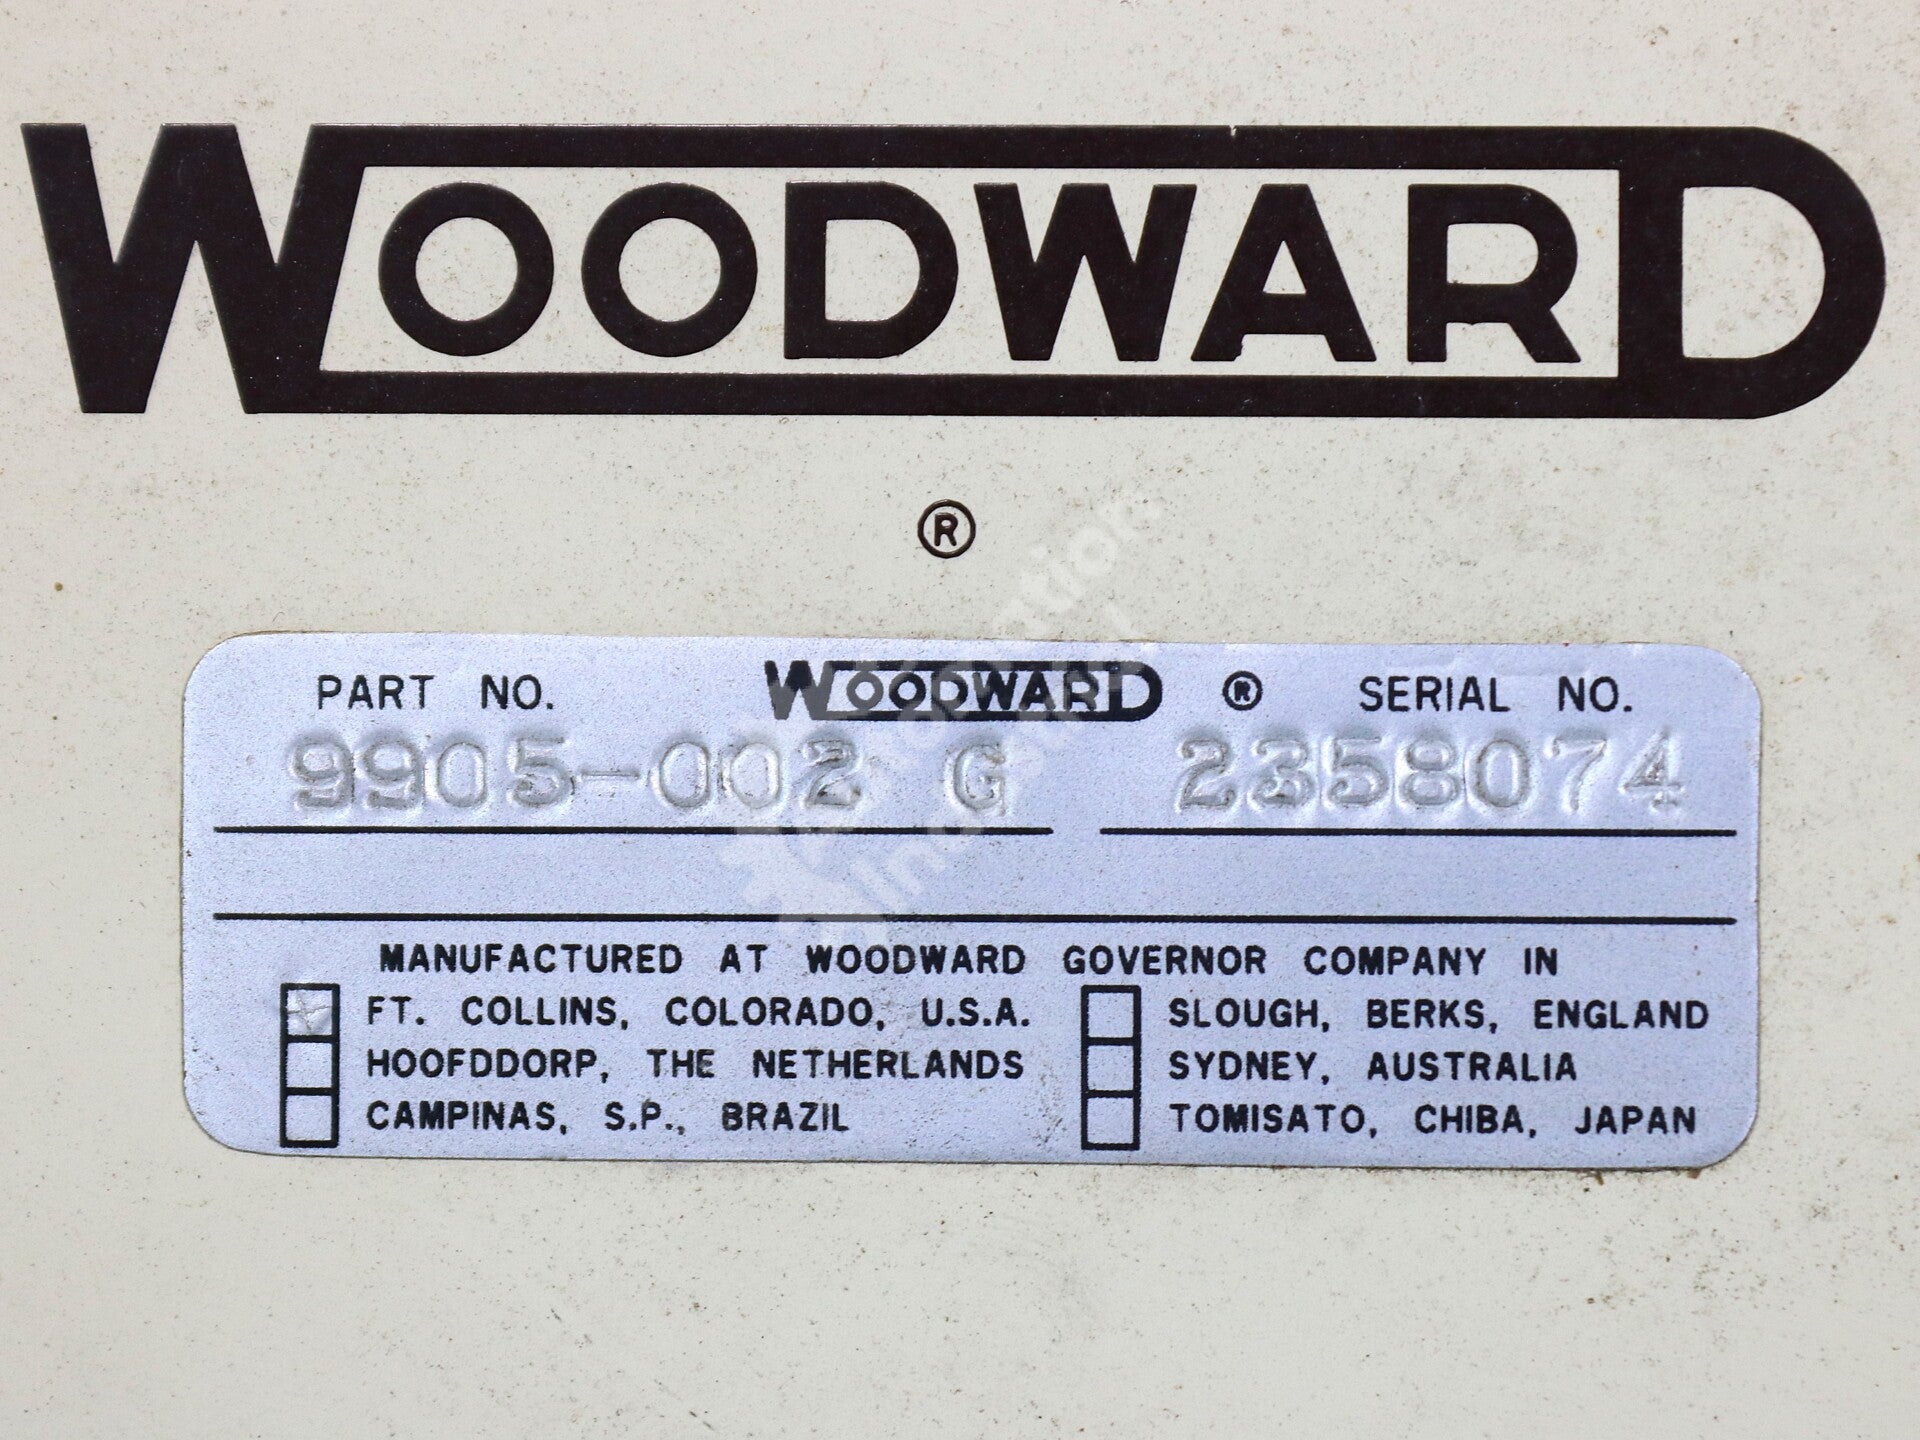 WOODWARD
®
PART NO. WOODWARD ® SERIAL NO.
9905-002 G 2358074
MANUFACTURED AT WOODWARD GOVERNOR COMPANY IN
FT. COLLINS, COLORADO, U.S.A. SLOUGH, BERKS, ENGLAND
HOOFDDORP, THE NETHERLANDS SYDNEY, AUSTRALIA
CAMPINAS, S.P., BRAZIL TOMISATO, CHIBA, JAPAN